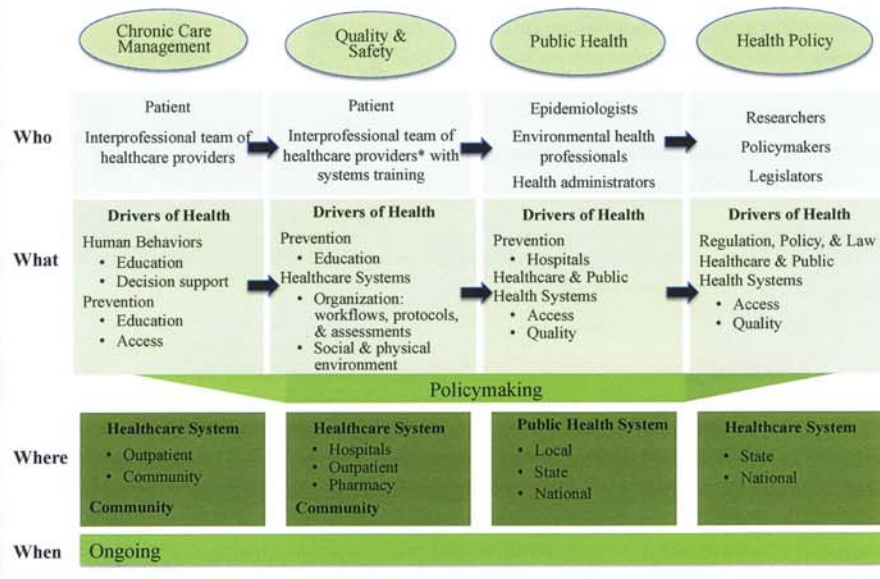 Chronic Care
Management
Quality &
Safety
Public Health
Health Policy
Who
Patient
Interprofessional team of
healthcare providers
Patient
Interprofessional team of
healthcare providers* with
systems training
Epidemiologists
Environmental health
professionals
Health administrators
Researchers
Policymakers
Legislators
What
Drivers of Health
Human Behaviors
• Education
• Decision support
Prevention
• Education
• Access
Drivers of Health
Prevention
• Education
Healthcare Systems
• Organization:
workflows, protocols,
& assessments
• Social & physical
environment
Drivers of Health
Prevention
• Hospitals
Healthcare & Public
Health Systems
• Access
• Quality
Drivers of Health
Regulation, Policy, & Law
Healthcare & Public
Health Systems
• Access
• Quality
Policymaking
Where
Healthcare System
• Outpatient
• Community
Community
Healthcare System
• Hospitals
• Outpatient
• Pharmacy
Community
Public Health System
• Local
• State
• National
Healthcare System
• State
• National
When
Ongoing